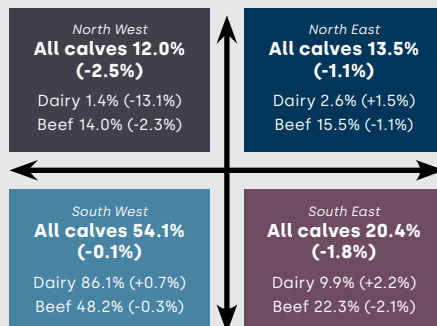 North West
All calves 12.0%
(-2.5%)
Dairy 1.4% (-13.1%)
Beef 14.0% (-2.3%)
North East
All calves 13.5%
(-1.1%)
Dairy 2.6% (+1.5%)
Beef 15.5% (-1.1%)
South West
All calves 54.1%
(-0.1%)
Dairy 86.1% (+0.7%)
Beef 48.2% (-0.3%)
South East
All calves 20.4%
(-1.8%)
Dairy 9.9% (+2.2%)
Beef 22.3% (-2.1%)